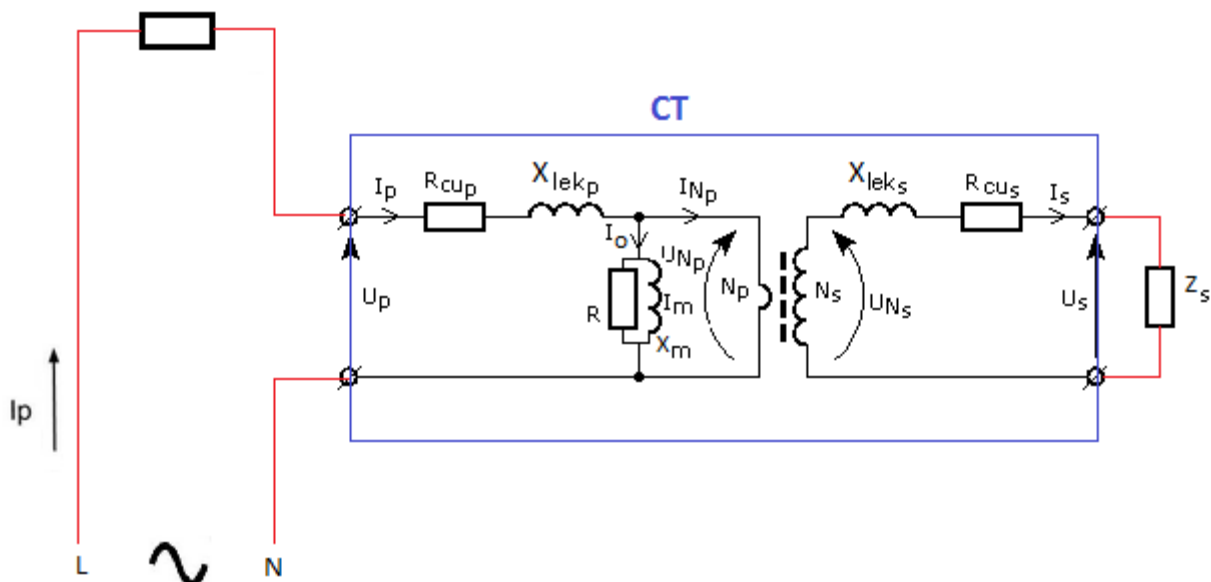 CT
Ip
Rcup
Xlekp
INp
Xleks
Rcus
Is
Io
UNp
Up
R
Im
Xm
Np
Ns
UNs
Us
Zs
Ip
L
N